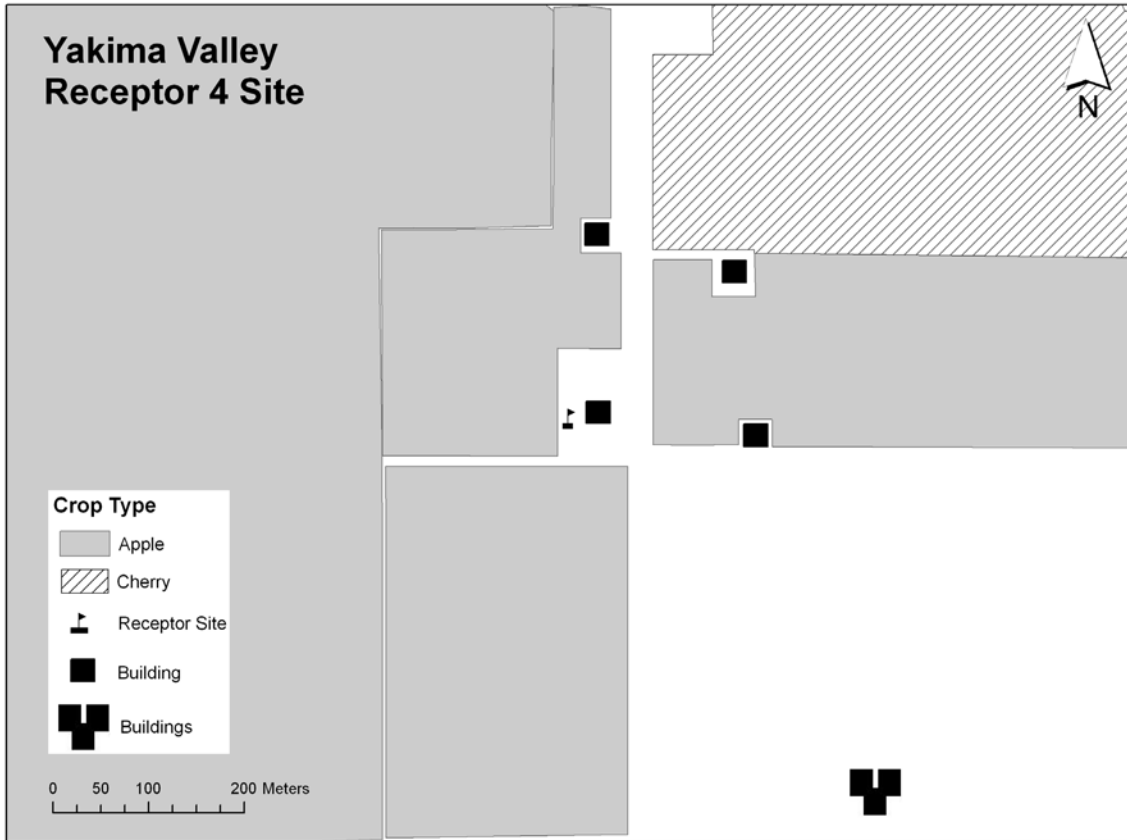 Yakima Valley
Receptor 4 Site
N
Crop Type
Apple
Cherry
Receptor Site
Building
Buildings
0 50 100 200 Meters